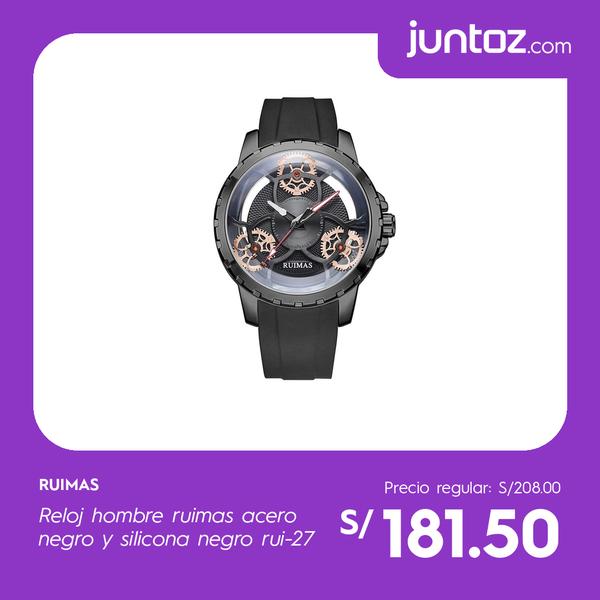 juntoz.com
RUIMAS
RUIMAS
Reloj hombre ruimas acero
negro y silicona negro rui-27
Precio regular: S/208.00
S/181.50